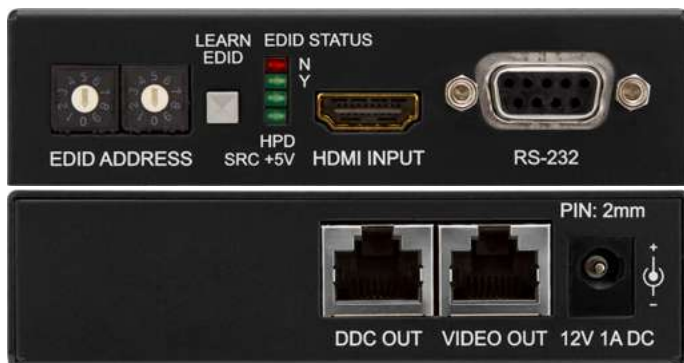 LEARN EDID STATUS
EDID
N
Y
HPD
EDID ADDRESS SRC +5V HDMI INPUT RS-232
PIN: 2mm
+
-
DDC OUT VIDEO OUT 12V 1A DC